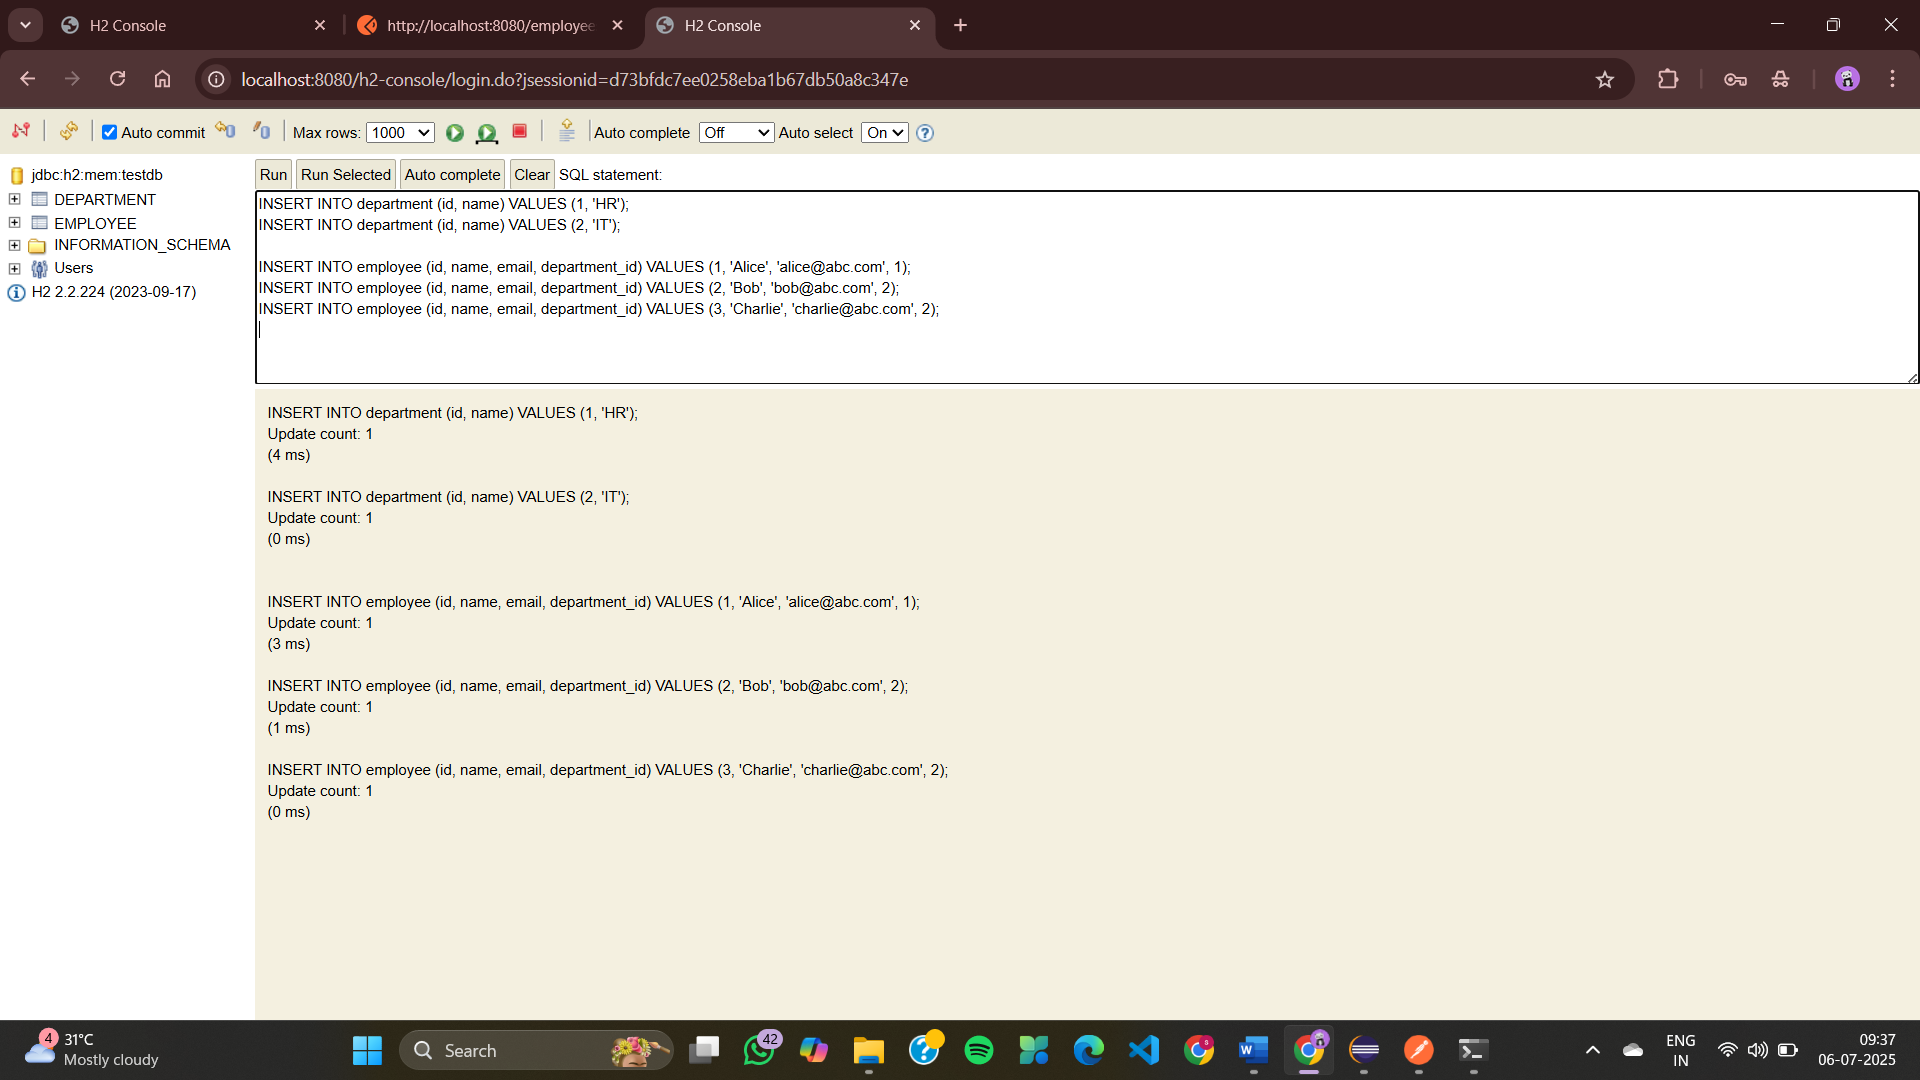 H2 Console
http://localhost:8080/employee
H2 Console
localhost:8080/h2-console/login.do?jsessionid=d73bfdc7ee0258eba1b67db50a8c347e
Auto commit
Max rows: 1000
Auto complete Off
Auto select On
jdbc:h2:mem:testdb
DEPARTMENT
EMPLOYEE
INFORMATION_SCHEMA
Users
H2 2.2.224 (2023-09-17)
Run Run Selected Auto complete Clear SQL statement:
INSERT INTO department (id, name) VALUES (1, 'HR');
INSERT INTO department (id, name) VALUES (2, 'IT');
INSERT INTO employee (id, name, email, department_id) VALUES (1, 'Alice', 'alice@abc.com', 1);
INSERT INTO employee (id, name, email, department_id) VALUES (2, 'Bob', 'bob@abc.com', 2);
INSERT INTO employee (id, name, email, department_id) VALUES (3, 'Charlie', 'charlie@abc.com', 2);
INSERT INTO department (id, name) VALUES (1, 'HR');
Update count: 1
(4 ms)
INSERT INTO department (id, name) VALUES (2, 'IT');
Update count: 1
(0 ms)
INSERT INTO employee (id, name, email, department_id) VALUES (1, 'Alice', 'alice@abc.com', 1);
Update count: 1
(3 ms)
INSERT INTO employee (id, name, email, department_id) VALUES (2, 'Bob', 'bob@abc.com', 2);
Update count: 1
(1 ms)
INSERT INTO employee (id, name, email, department_id) VALUES (3, 'Charlie', 'charlie@abc.com', 2);
Update count: 1
(0 ms)
4
31°C
Mostly cloudy
Search
42
8
ENG
IN
09:37
06-07-2025